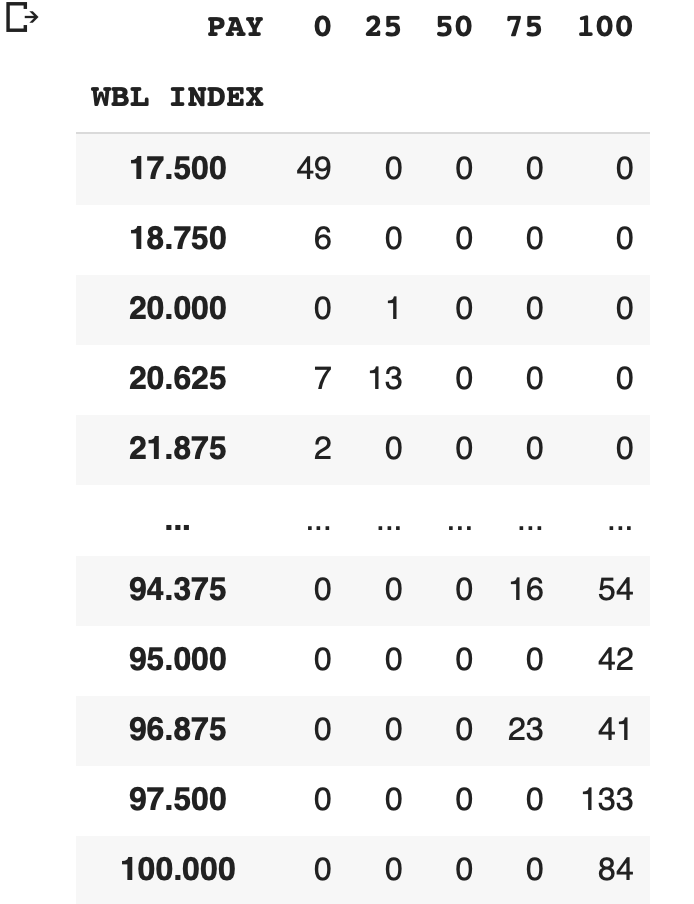 PAY 0 25 50 75 100
WBL INDEX
17.500 49 0 0 0 0
18.750 6 0 0 0 0
20.000 0 1 0 0 0
20.625 7 13 0 0 0
21.875 2 0 0 0 0
... ... ... ... ... ...
94.375 0 0 0 16 54
95.000 0 0 0 0 42
96.875 0 0 0 23 41
97.500 0 0 0 0 133
100.000 0 0 0 0 84